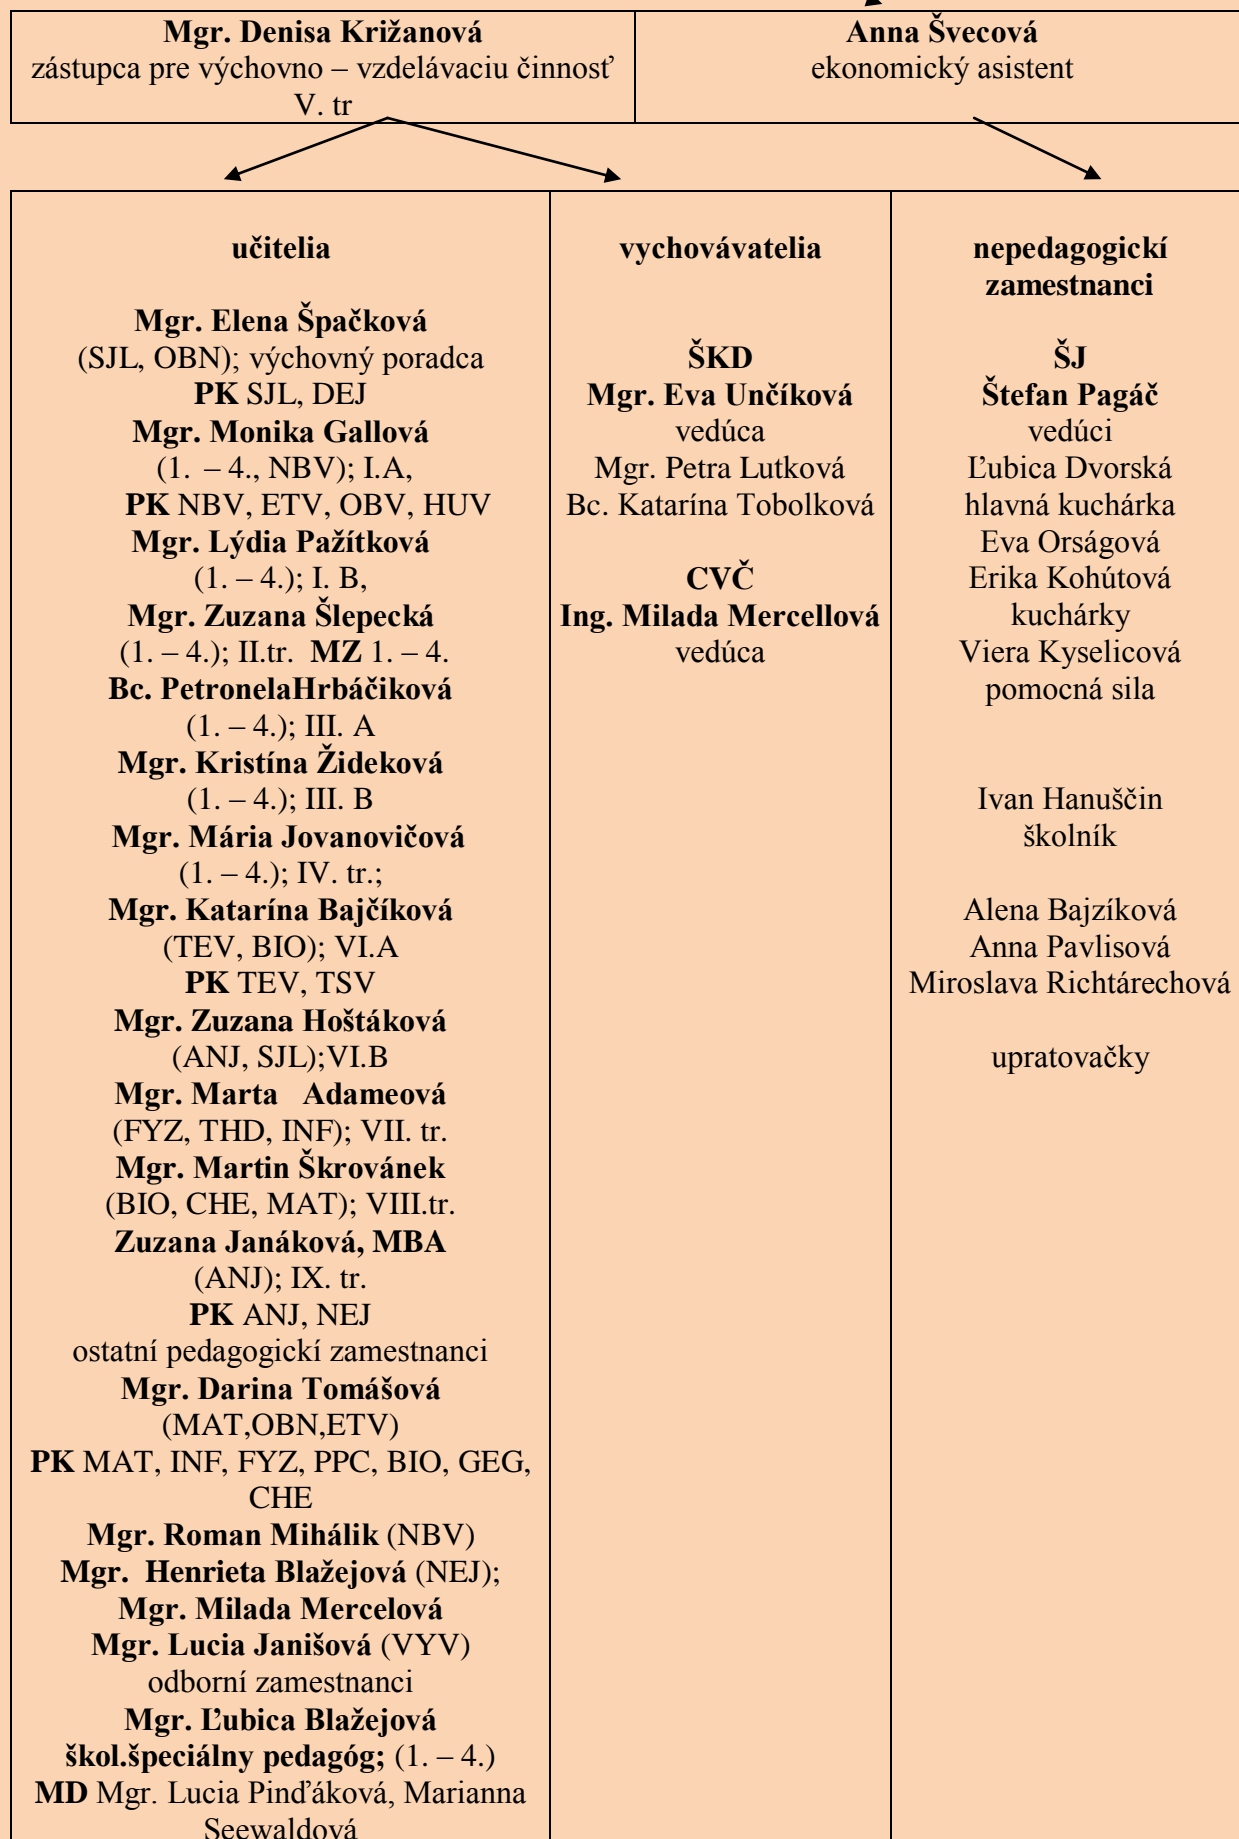 Mgr. Denisa Križanová
zástupca pre výchovno – vzdelávaciu činnosť
V. tr
Anna Švecová
ekonomický asistent
učitelia
Mgr. Elena Špačková
(SJL, OBN); výchovný poradca
PK SJL, DEJ
Mgr. Monika Gallová
(1. – 4., NBV); I.A,
PK NBV, ETV, OBV, HUV
Mgr. Lýdia Pažítková
(1. – 4.); I. B,
Mgr. Zuzana Šlepecká
(1. – 4.); II.tr. MZ 1. – 4.
Bc. PetronelaHrbáčiková
(1. – 4.); III. A
Mgr. Kristína Žideková
(1. – 4.); III. B
Mgr. Mária Jovanovičová
(1. – 4.); IV. tr.;
Mgr. Katarína Bajčíková
(TEV, BIO); VI.A
PK TEV, TSV
Mgr. Zuzana Hoštáková
(ANJ, SJL);VI.B
Mgr. Marta Adameová
(FYZ, THD, INF); VII. tr.
Mgr. Martin Škrovánek
(BIO, CHE, MAT); VIII.tr.
Zuzana Janáková, MBA
(ANJ); IX. tr.
PK ANJ, NEJ
ostatní pedagogickí zamestnanci
Mgr. Darina Tomášová
(MAT,OBN,ETV)
PK MAT, INF, FYZ, PPC, BIO, GEG,
CHE
Mgr. Roman Mihálik (NBV)
Mgr. Henrieta Blažejová (NEJ);
Mgr. Milada Mercelová
Mgr. Lucia Janišová (VYV)
odborní zamestnanci
Mgr. Ľubica Blažejová
škol.špeciálny pedagóg; (1. – 4.)
MD Mgr. Lucia Pinďáková, Marianna
Seewaldová
vychovávatelia
ŠKD
Mgr. Eva Unčíková
vedúca
Mgr. Petra Lutková
Bc. Katarína Tobolková
CVČ
Ing. Milada Mercellová
vedúca
nepedagogickí
zamestnanci
ŠJ
Štefan Pagáč
vedúci
Ľubica Dvorská
hlavná kuchárka
Eva Orságová
Erika Kohútová
kuchárky
Viera Kyselicová
pomocná sila
Ivan Hanuščin
školník
Alena Bajzíková
Anna Pavlisová
Miroslava Richtárechová
upratovačky